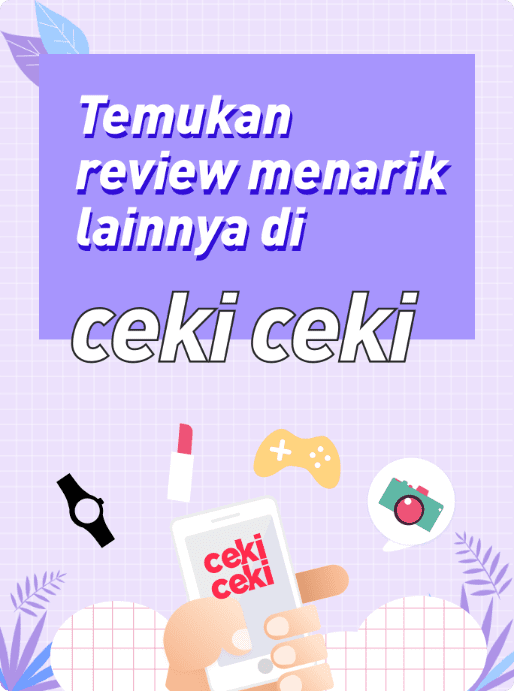 Temukan
review menarik
lainnya di
ceki ceki
ceki
ceki